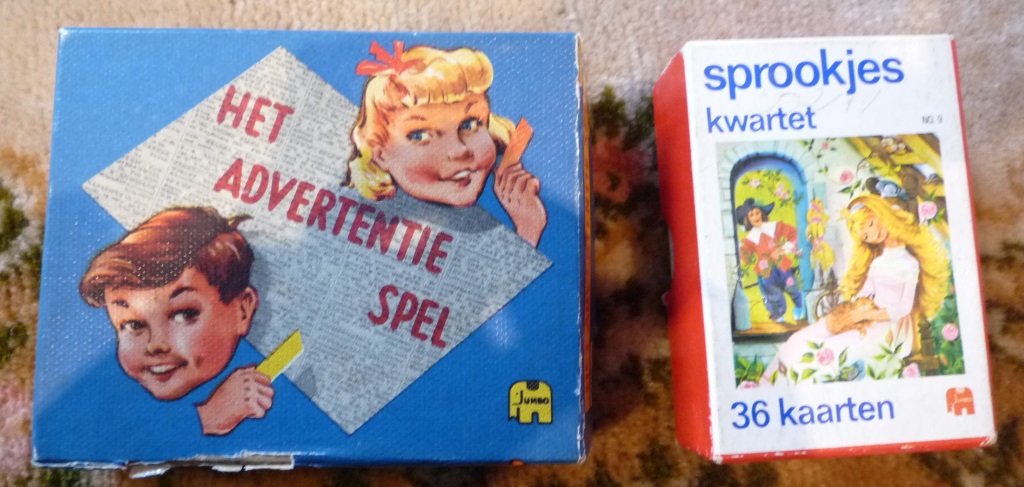 HET
ADVERTENTIE
SPEL
JUMBO
sprookjes
kwartet
NO. 9
36 kaarten
JUMBO